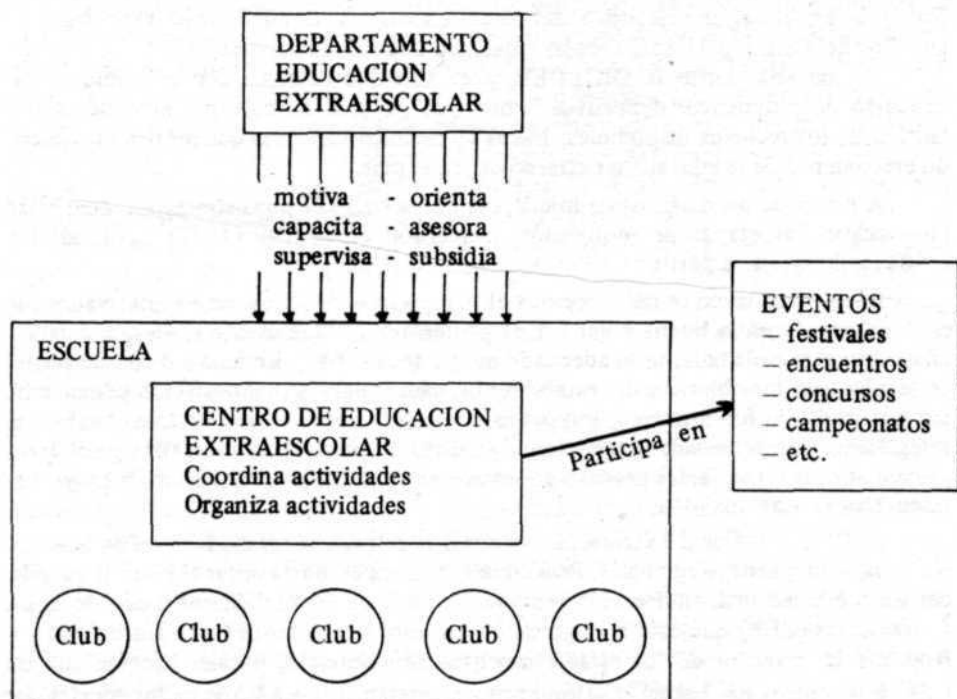 DEPARTAMENTO
EDUCACION
EXTRAESCOLAR
motiva - orienta
capacita - asesora
supervisa - subsidia
ESCUELA
CENTRO DE EDUCACION
EXTRAESCOLAR
Coordina actividades
Organiza actividades
Participa en
EVENTOS
— festivales
— encuentros
— concursos
— campeonatos
etc.
Club Club Club Club Club